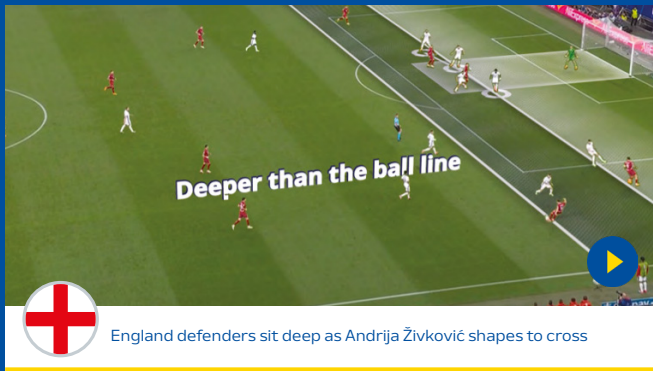 Deeper than the ball line
England defenders sit deep as Andrija Živković shapes to cross